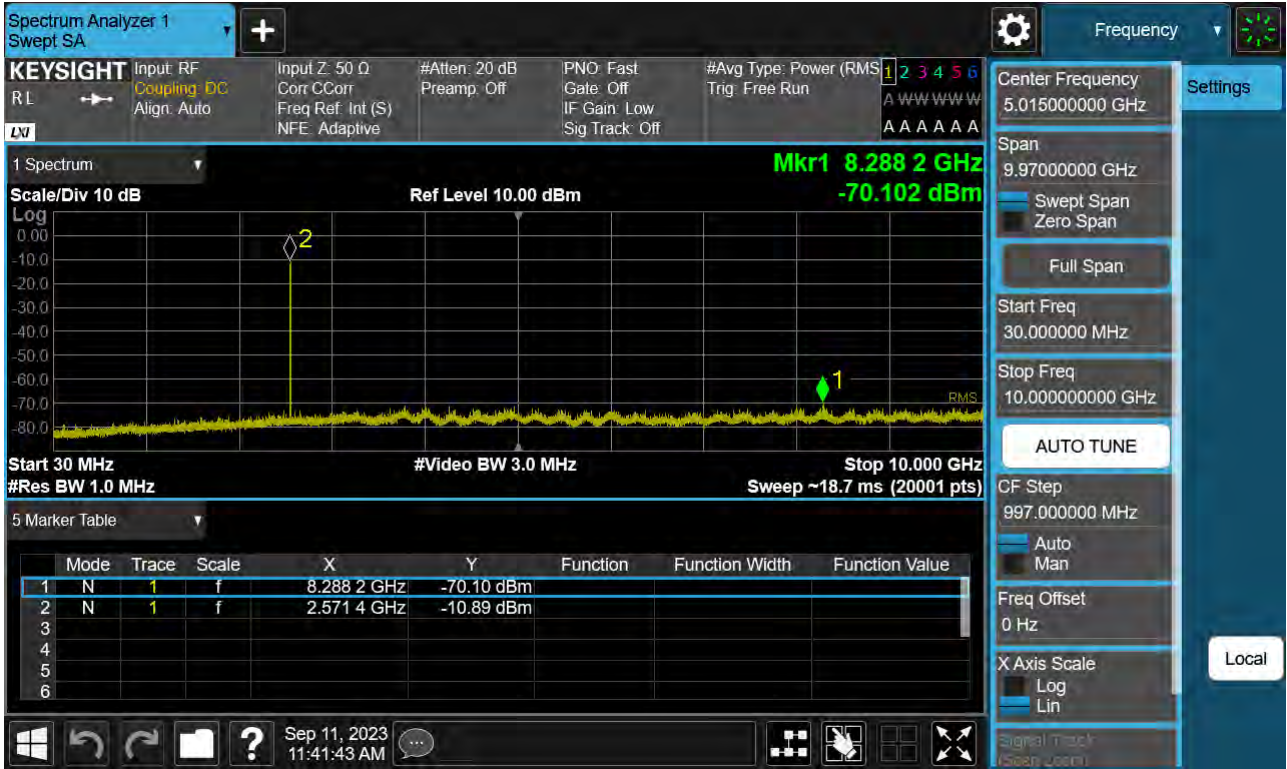 Spectrum Analyzer 1
Swept SA
Frequency
KEYSIGHT
Input: RF
Coupling: DC
Align: Auto
Input Z: 50 Ω
Corr CCorr
Freq Ref: Int (S)
NFE: Adaptive
#Atten: 20 dB
Preamp: Off
PNO: Fast
Gate: Off
IF Gain: Low
Sig Track: Off
#Avg Type: Power (RMS
Trig: Free Run
1 2 3 4 5 6
A W W W W W
A A A A A A
R L
LXI
1 Spectrum
Mkr1 8.288 2 GHz
-70.102 dBm
Scale/Div 10 dB
Ref Level 10.00 dBm
Log
0.00
-10.0
-20.0
-30.0
-40.0
-50.0
-60.0
-70.0
-80.0
2
1
RMS
Start 30 MHz
#Video BW 3.0 MHz
Stop 10.000 GHz
#Res BW 1.0 MHz
Sweep ~18.7 ms (20001 pts)
5 Marker Table
Mode Trace Scale X Y Function Function Width Function Value
1 N 1 f 8.288 2 GHz -70.10 dBm
2 N 1 f 2.571 4 GHz -10.89 dBm
3
4
5
6
Sep 11, 2023
11:41:43 AM
Center Frequency
5.015000000 GHz
Settings
Span
9.97000000 GHz
Swept Span
Zero Span
Full Span
Start Freq
30.000000 MHz
Stop Freq
10.000000000 GHz
AUTO TUNE
CF Step
997.000000 MHz
Auto
Man
Freq Offset
0 Hz
X Axis Scale
Log
Lin
Signal Track
(Span Zoom)
Local